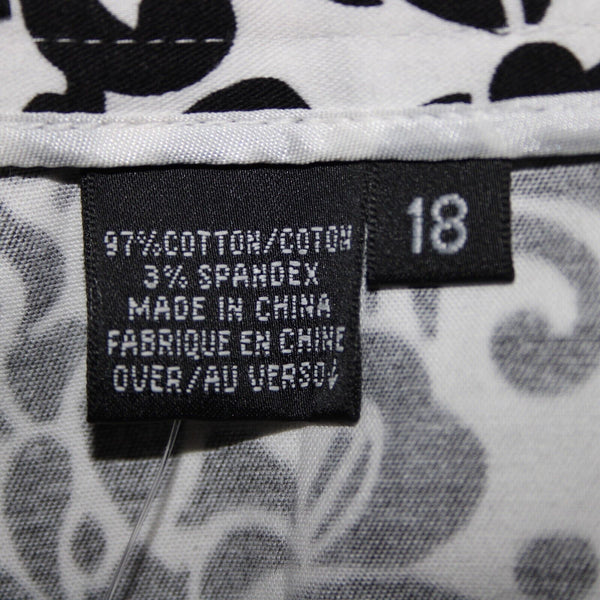 97% COTTON/COTON
3% SPANDEX
MADE IN CHINA
FABRIQUE EN CHINE
OVER/AU VERSO↓
18